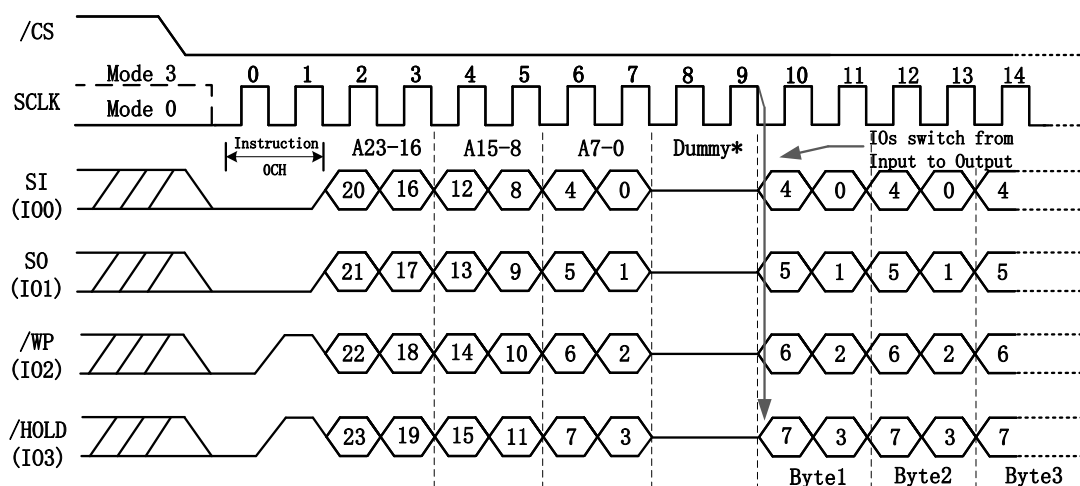 /CS
Mode 3
Mode 0
SCLK
0 1 2 3 4 5 6 7 8 9 10 11 12 13 14
Instruction
OCH
A23-16 A15-8 A7-0 Dummy*
IOs switch from
Input to Output
SI
(IO0)
20 16 12 8 4 0 4 0 4 0 4
SO
(IO1)
21 17 13 9 5 1 5 1 5 1 5
/WP
(IO2)
22 18 14 10 6 2 6 2 6 2 6
/HOLD
(IO3)
23 19 15 11 7 3 7 3 7 3 7
Byte1 Byte2 Byte3